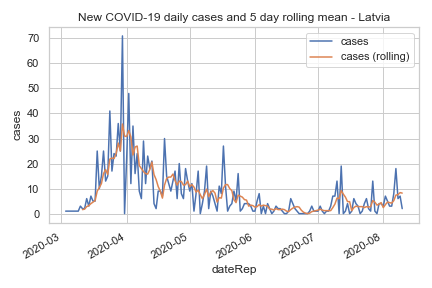 New COVID-19 daily cases and 5 day rolling mean - Latvia
cases
cases (rolling)
70
60
50
40
30
20
10
0
cases
2020-03
2020-04
2020-05
2020-06
2020-07
2020-08
dateRep